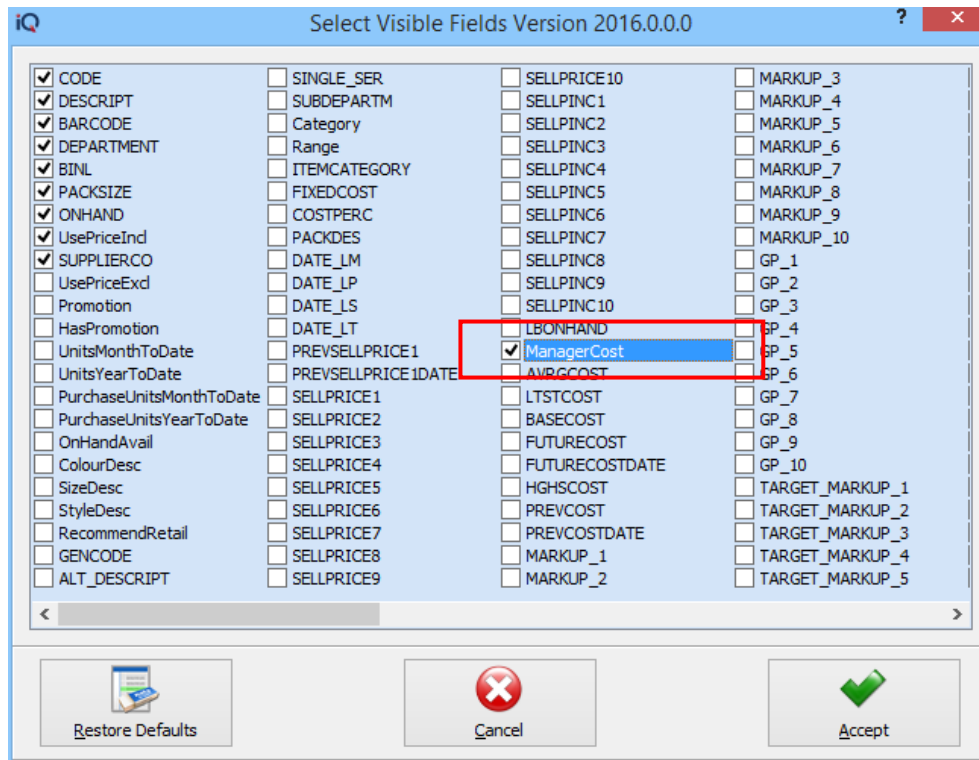 iQ
Select Visible Fields Version 2016.0.0.0
?
CODE
DESCRIPT
BARCODE
DEPARTMENT
BINL
PACKSIZE
ONHAND
UsePriceIncl
SUPPLIERCO
UsePriceExcl
Promotion
HasPromotion
UnitsMonthToDate
UnitsYearToDate
PurchaseUnitsMonthToDate
PurchaseUnitsYearToDate
OnHandAvail
ColourDesc
SizeDesc
StyleDesc
RecommendRetail
GENCODE
ALT_DESCRIPT
SINGLE_SER
SUBDEPARTM
Category
Range
ITEMCATEGORY
FIXEDCOST
COSTPERC
PACKDES
DATE_LM
DATE_LP
DATE_LS
DATE_LT
PREVSELLPRICE1
PREVSELLPRICE1DATE
SELLPRICE1
SELLPRICE2
SELLPRICE3
SELLPRICE4
SELLPRICE5
SELLPRICE6
SELLPRICE7
SELLPRICE8
SELLPRICE9
SELLPRICE10
SELLPINC1
SELLPINC2
SELLPINC3
SELLPINC4
SELLPINC5
SELLPINC6
SELLPINC7
SELLPINC8
SELLPINC9
SELLPINC10
LBONHAND
ManagerCost
AVRGCOST
LTSTCOST
BASECOST
FUTURECOST
FUTURECOSTDATE
HGHSCOST
PREVCOST
PREVCOSTDATE
MARKUP_1
MARKUP_2
MARKUP_3
MARKUP_4
MARKUP_5
MARKUP_6
MARKUP_7
MARKUP_8
MARKUP_9
MARKUP_10
GP_1
GP_2
GP_3
GP_4
GP_5
GP_6
GP_7
GP_8
GP_9
GP_10
TARGET_MARKUP_1
TARGET_MARKUP_2
TARGET_MARKUP_3
TARGET_MARKUP_4
TARGET_MARKUP_5
Restore Defaults
Cancel
Accept